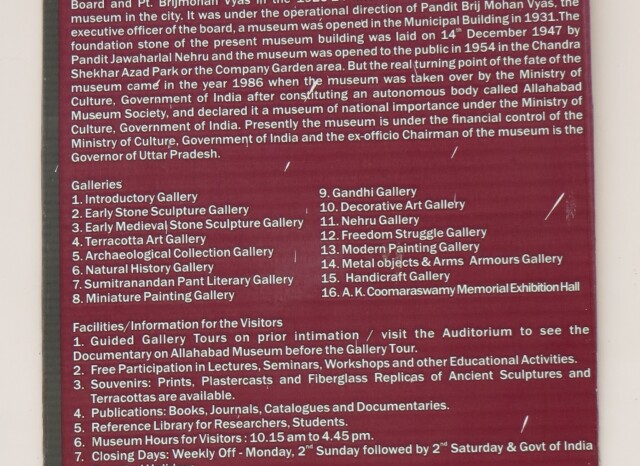 Board and Pt. Brijmohan Vyas in the
museum in the city. It was under the operational direction of Pandit Brij Mohan Vyas, the
executive officer of the board, a museum was opened in the Municipal Building in 1931.The
foundation stone of the present museum building was laid on 14th December 1947 by
Pandit Jawaharlal Nehru and the museum was opened to the public in 1954 in the Chandra
Shekhar Azad Park or the Company Garden area. But the real turning point of the fate of the
museum came in the year 1986 when the museum was taken over by the Ministry of
Culture, Government of India after constituting an autonomous body called Allahabad
Museum Society, and declared it a museum of national importance under the Ministry of
Culture, Government of India. Presently the museum is under the financial control of the
Ministry of Culture, Government of India and the ex-officio Chairman of the museum is the
Governor of Uttar Pradesh.
Galleries
1. Introductory Gallery
2. Early Stone Sculpture Gallery
3. Early Medieval Stone Sculpture Gallery
4. Terracotta Art Gallery
5. Archaeological Collection Gallery
6. Natural History Gallery
7. Sumitranandan Pant Literary Gallery
8. Miniature Painting Gallery
9. Gandhi Gallery
10. Decorative Art Gallery
11. Nehru Gallery
12. Freedom Struggle Gallery
13. Modern Painting Gallery
14. Metal objects & Arms Armours Gallery
15. Handicraft Gallery
16. A. K. Coomaraswamy Memorial Exhibition Hall
Facilities/Information for the Visitors
1. Guided Gallery Tours on prior intimation / visit the Auditorium to see the
Documentary on Allahabad Museum before the Gallery Tour.
2. Free Participation in Lectures, Seminars, Workshops and other Educational Activities.
3. Souvenirs: Prints, Plastercasts and Fiberglass Replicas of Ancient Sculptures and
Terracottas are available.
4. Publications: Books, Journals, Catalogues and Documentaries.
5. Reference Library for Researchers, Students.
6. Museum Hours for Visitors : 10.15 am to 4.45 pm.
7. Closing Days: Weekly Off - Monday, 2nd Sunday followed by 2nd Saturday & Govt of India